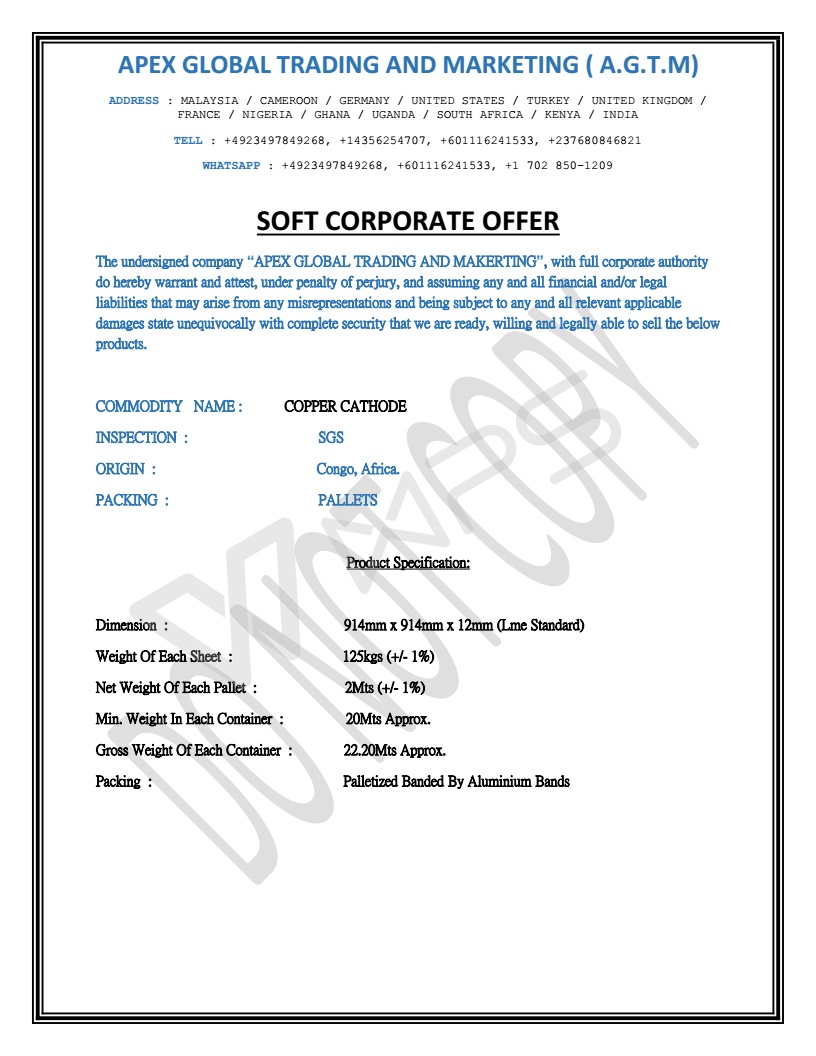 APEX GLOBAL TRADING AND MARKETING ( A.G.T.M)
ADDRESS : MALAYSIA / CAMEROON / GERMANY / UNITED STATES / TURKEY / UNITED KINGDOM /
FRANCE / NIGERIA / GHANA / UGANDA / SOUTH AFRICA / KENYA / INDIA
TELL : +4923497849268, +14356254707, +601116241533, +237680846821
WHATSAPP : +4923497849268, +601116241533, +1 702 850-1209
SOFT CORPORATE OFFER
The undersigned company “APEX GLOBAL TRADING AND MAKERTING”, with full corporate authority
do hereby warrant and attest, under penalty of perjury, and assuming any and all financial and/or legal
liabilities that may arise from any misrepresentations and being subject to any and all relevant applicable
damages state unequivocally with complete security that we are ready, willing and legally able to sell the below
products.
COMMODITY NAME : COPPER CATHODE
INSPECTION : SGS
ORIGIN : Congo, Africa.
PACKING : PALLETS
Product Specification:
Dimension : 914mm x 914mm x 12mm (Lme Standard)
Weight Of Each Sheet : 125kgs (+/- 1%)
Net Weight Of Each Pallet : 2Mts (+/- 1%)
Min. Weight In Each Container : 20Mts Approx.
Gross Weight Of Each Container : 22.20Mts Approx.
Packing : Palletized Banded By Aluminium Bands
DO NOT COPY